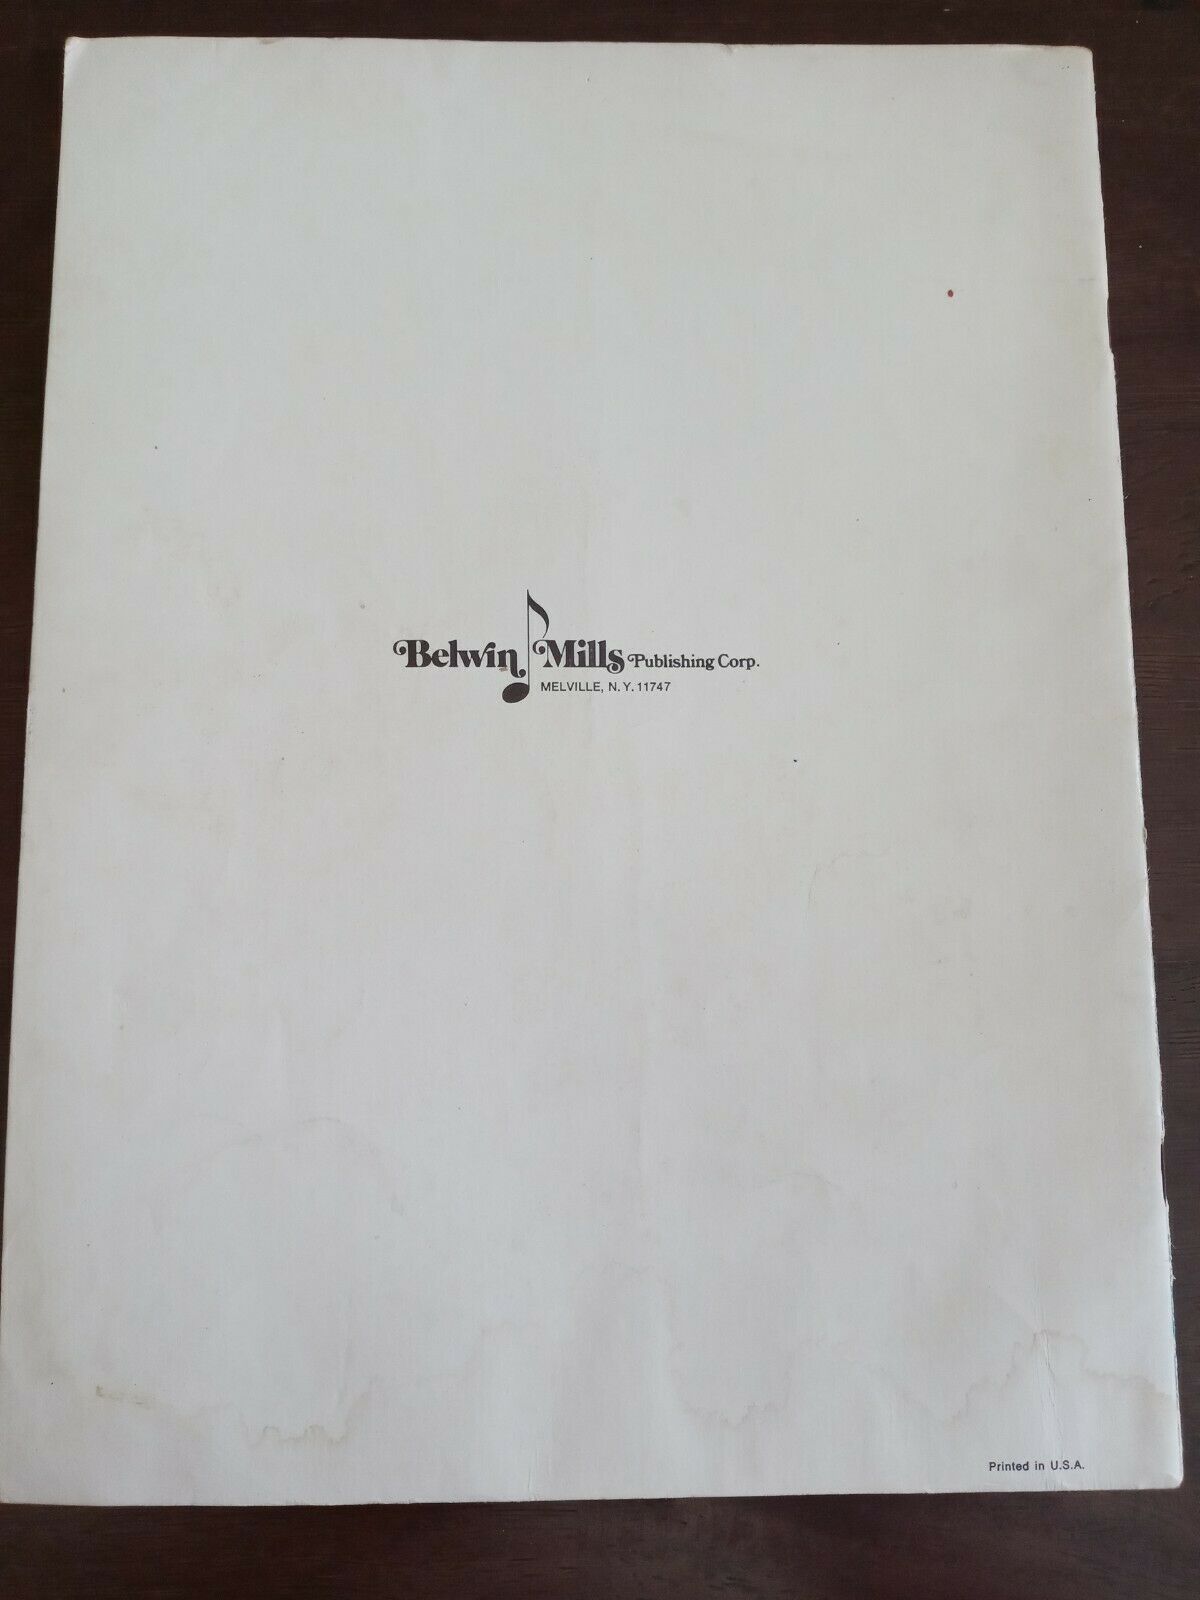 Belwin Mills Publishing Corp.
MELVILLE, N.Y. 11747
Printed in U.S.A.